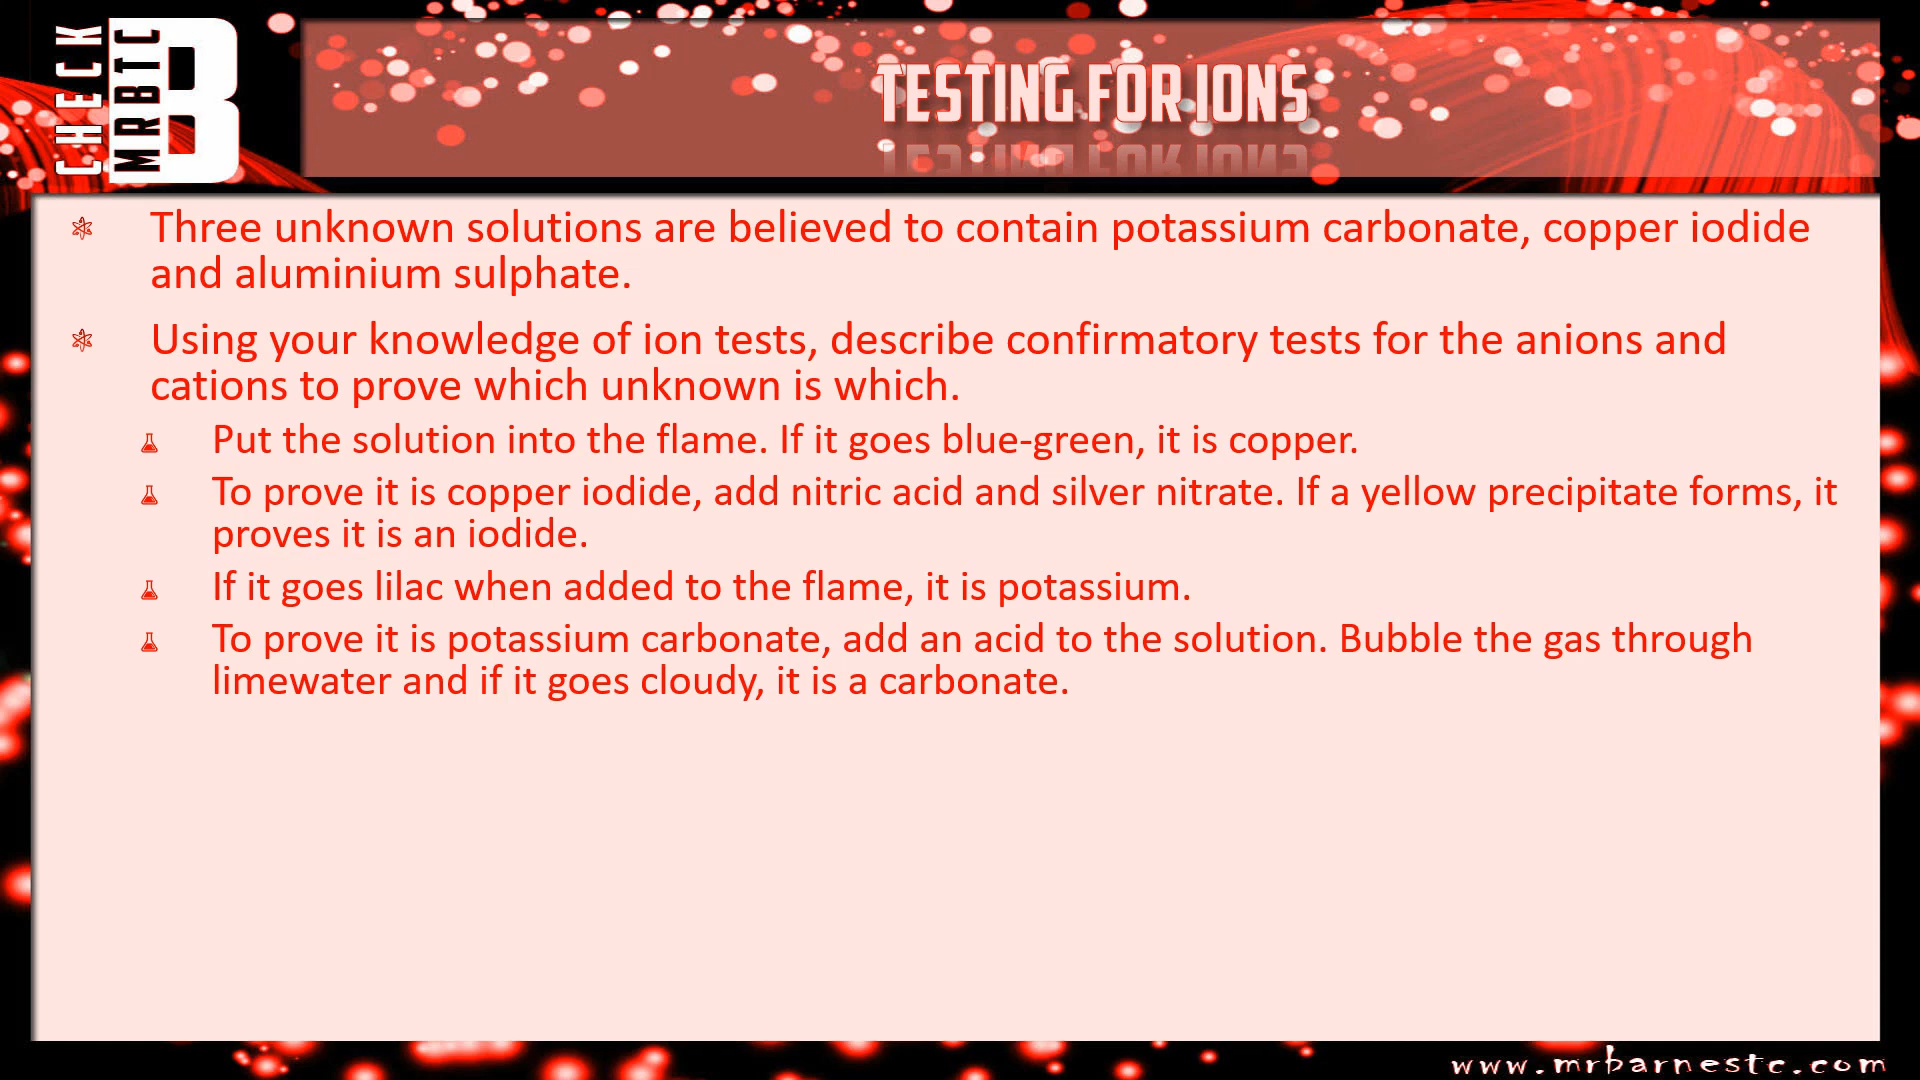 CHECK
MRBTC
B
TESTING FOR IONS
Three unknown solutions are believed to contain potassium carbonate, copper iodide
and aluminium sulphate.
Using your knowledge of ion tests, describe confirmatory tests for the anions and
cations to prove which unknown is which.
Put the solution into the flame. If it goes blue-green, it is copper.
To prove it is copper iodide, add nitric acid and silver nitrate. If a yellow precipitate forms, it
proves it is an iodide.
If it goes lilac when added to the flame, it is potassium.
To prove it is potassium carbonate, add an acid to the solution. Bubble the gas through
limewater and if it goes cloudy, it is a carbonate.
www.mrbarnestc.com